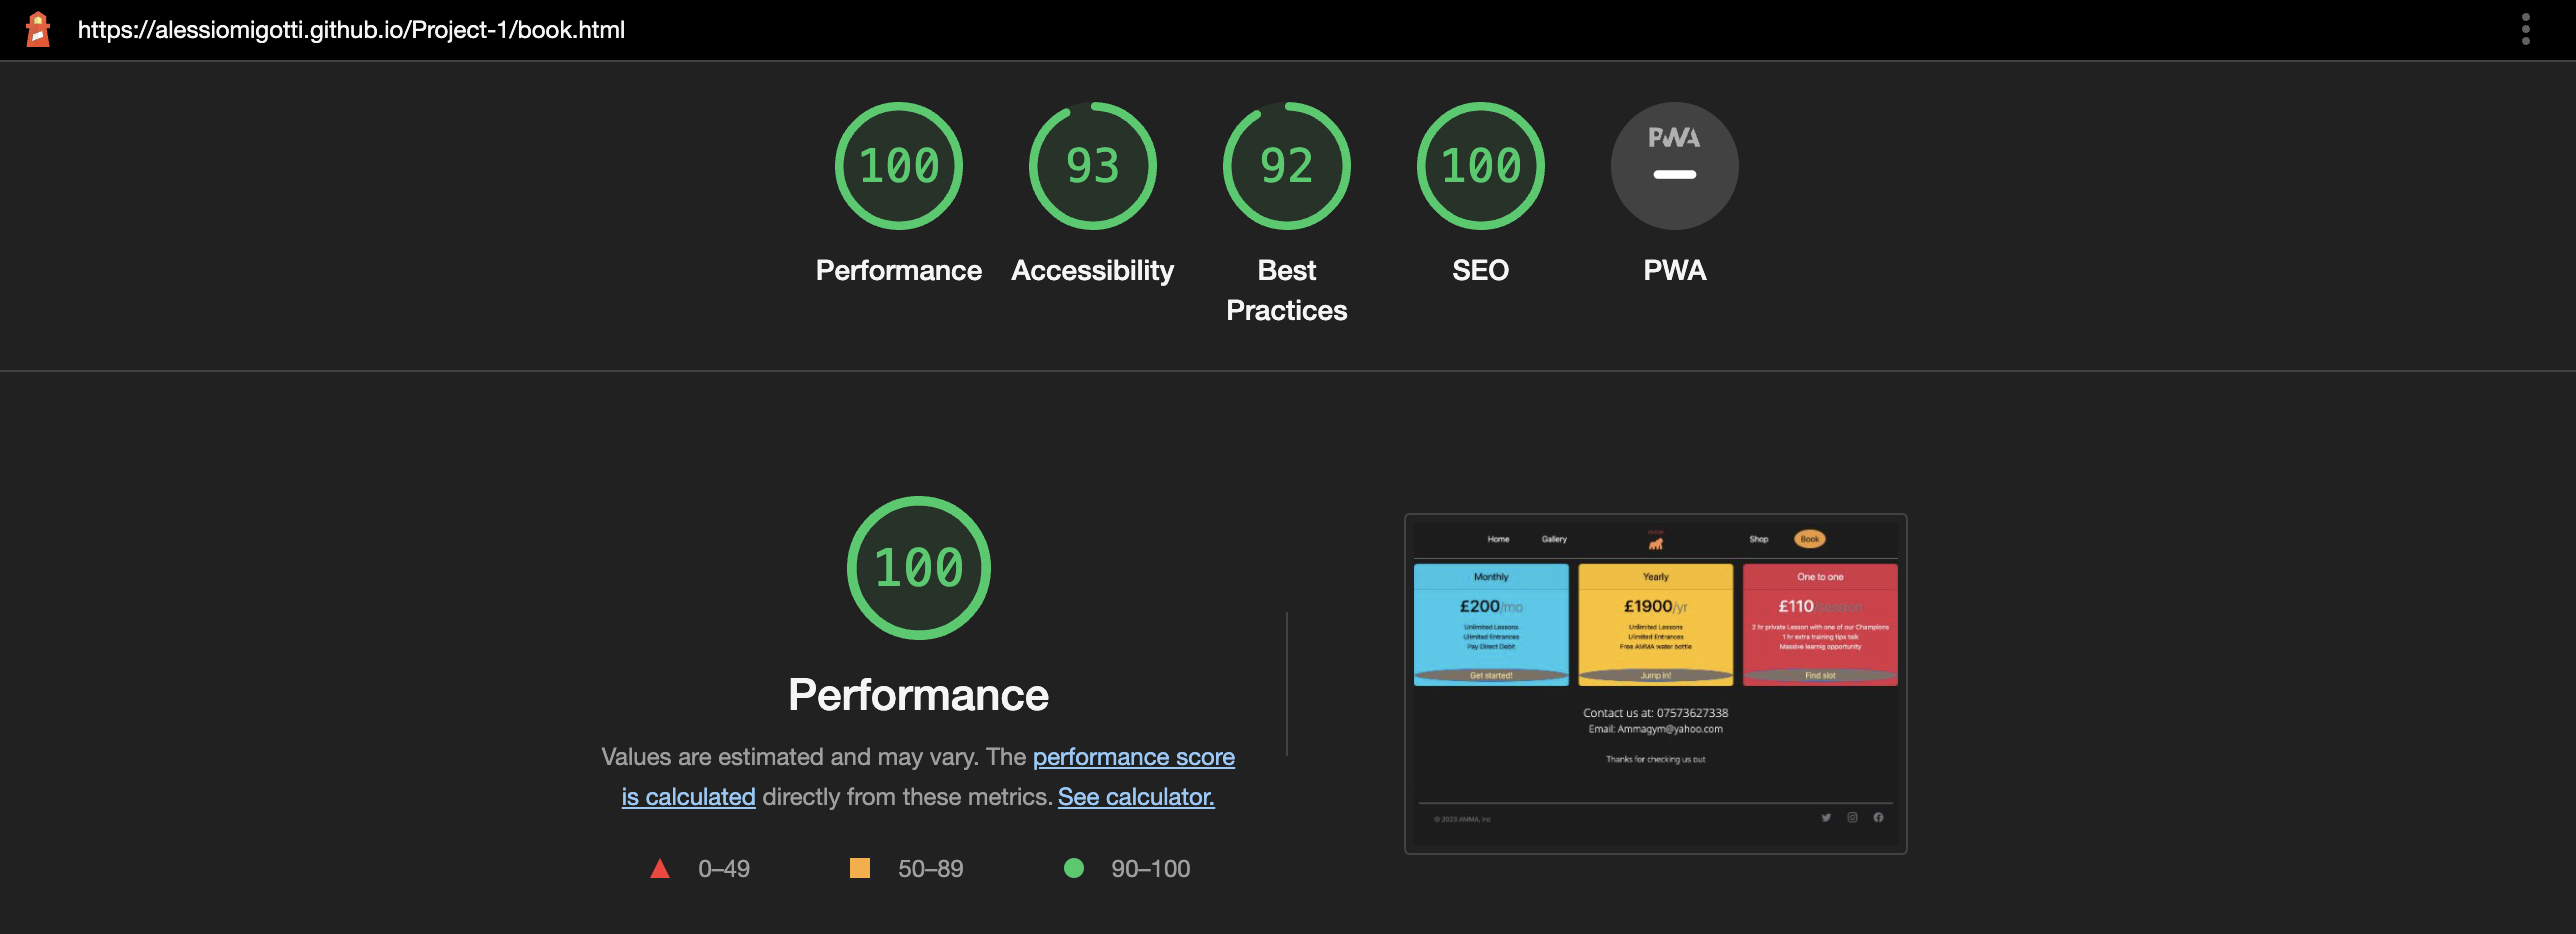 https://alessiomigotti.github.io/Project-1/book.html
100
93
92
100
PWA
Performance
Accessibility
Best
Practices
SEO
PWA
100
Performance
Values are estimated and may vary. The performance score
is calculated directly from these metrics. See calculator.
0–49
50–89
90–100
Home
Gallery
Shop
Book
Monthly
£200/mo
Unlimited Lessons
Ulimited Entrances
Pay Direct Debit
Get started!
Yearly
£1900/yr
Unlimited Lessons
Ulimited Entrances
Free AMMA water bottle
Jump in!
One to one
£110/session
2 hr private Lesson with one of our Champions
1 hr extra training tips talk
Massive learnig opportunity
Find slot
Contact us at: 07573627338
Email: Ammagym@yahoo.com
Thanks for checking us out
© 2023 AMMA, Inc